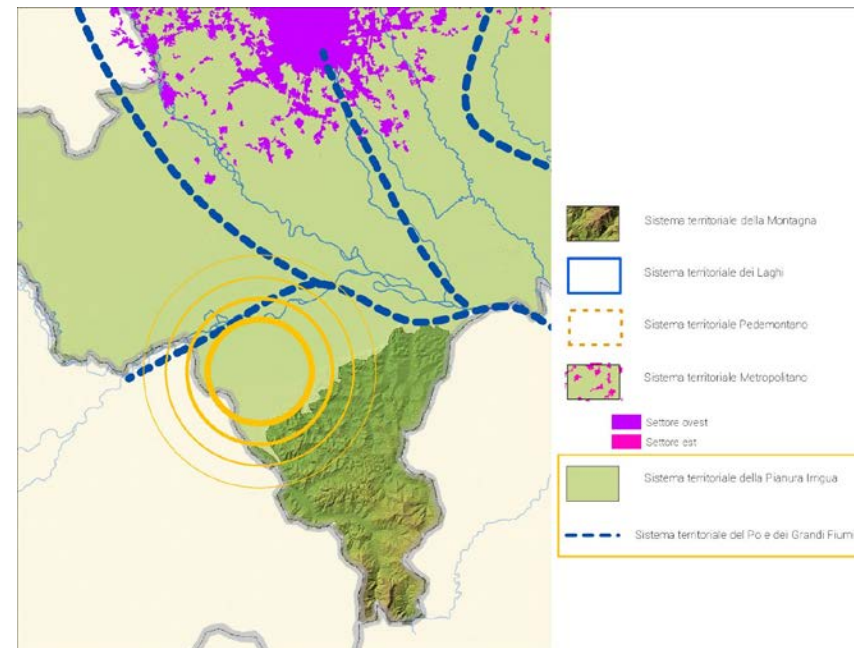 Sistema territoriale della Montagna
Sistema territoriale dei Laghi
Sistema territoriale Pedemontano
Sistema territoriale Metropolitano
Settore ovest
Settore est
Sistema territoriale della Pianura Irrigua
Sistema territoriale del Po e dei Grandi Fiumi